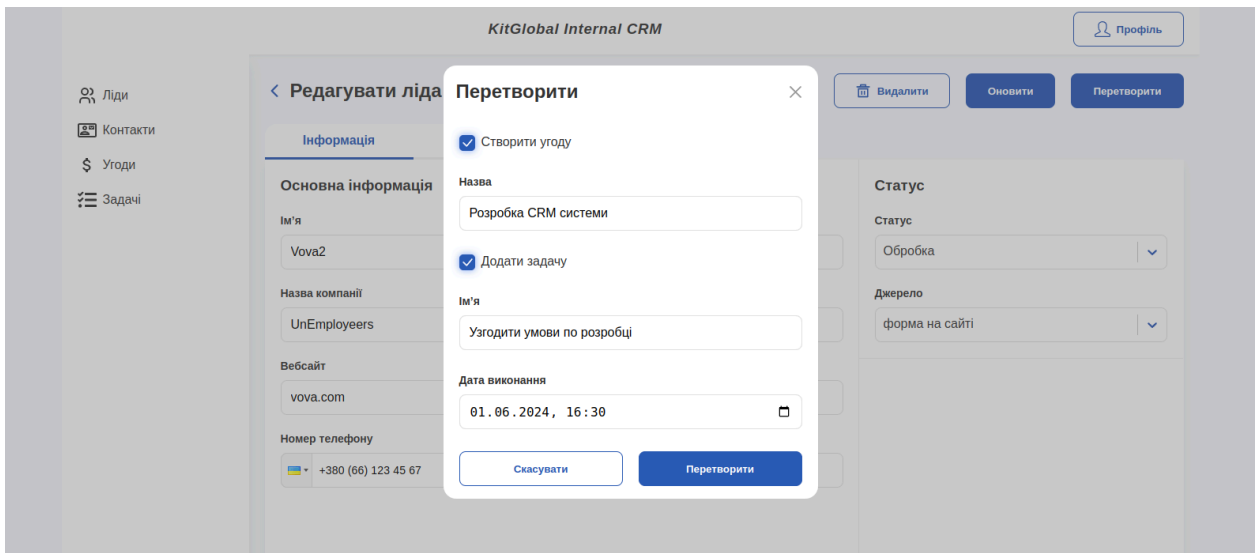 KitGlobal Internal CRM
Профіль
Ліди
Контакти
Угоди
Задачі
Редагувати ліда
Видалити
Оновити
Перетворити
Інформація
Основна інформація
Ім'я
Vova2
Назва компанії
UnEmployeers
Вебсайт
vova.com
Номер телефону
+380 (66) 123 45 67
Перетворити
Створити угоду
Назва
Розробка CRM системи
Додати задачу
Ім'я
Узгодити умови по розробці
Дата виконання
01.06.2024, 16:30
Скасувати
Перетворити
Статус
Статус
Обробка
Джерело
форма на сайті